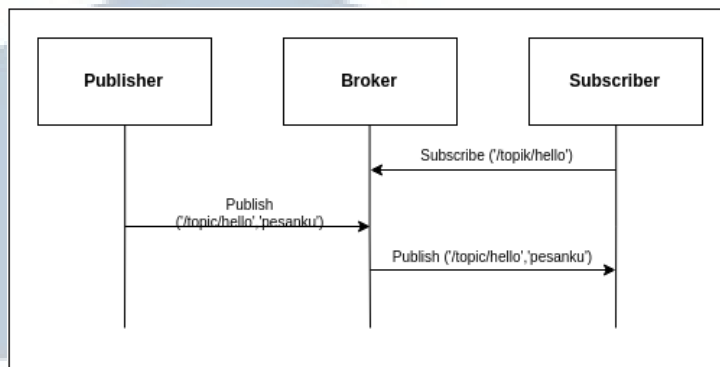 Publisher
Broker
Subscriber
Subscribe ('/topik/hello')
Publish
('/topic/hello','pesanku')
Publish ('/topic/hello','pesanku')